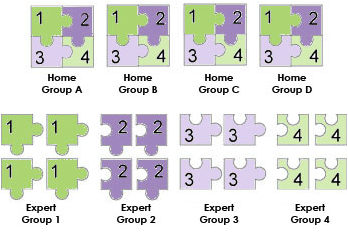 1 2 1 2 1 2 1 2
3 4 3 4 3 4 3 4
Home Home Home Home
Group A Group B Group C Group D
1 1 2 2 3 3 4 4
1 1 2 2 3 3 4 4
Expert Expert Expert Expert
Group 1 Group 2 Group 3 Group 4